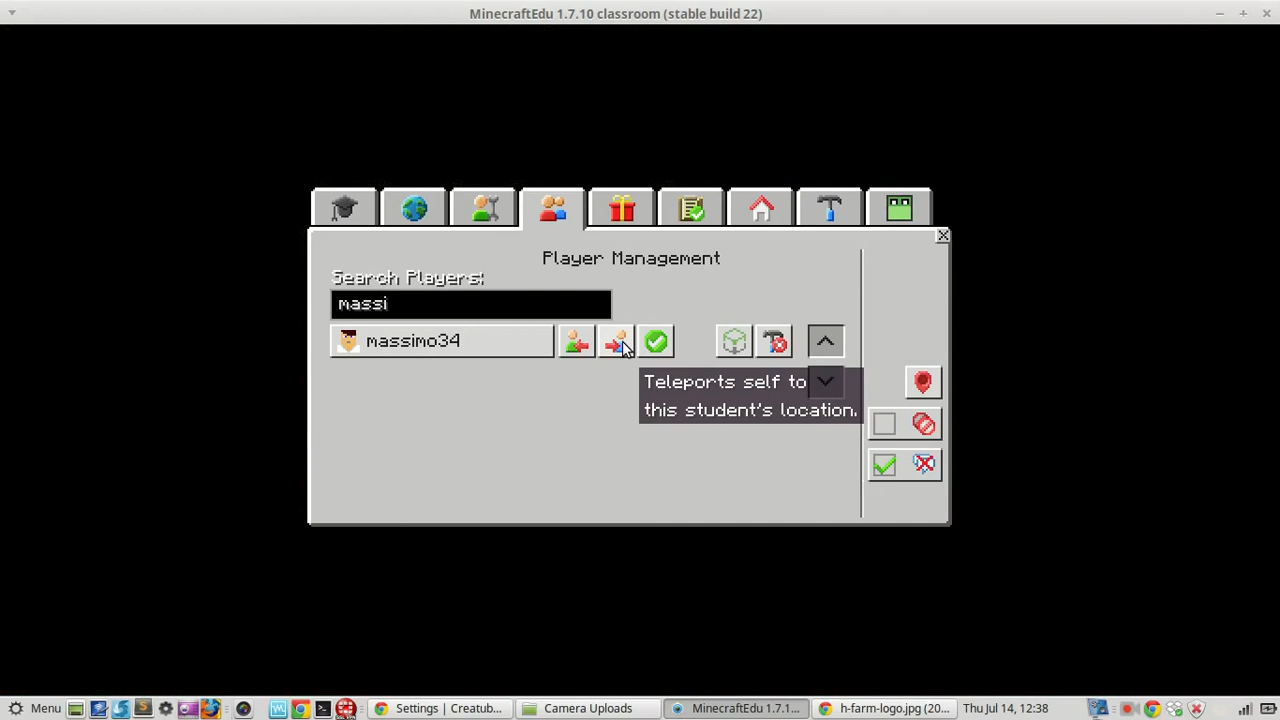 MinecraftEdu 1.7.10 classroom (stable build 22)
Player Management
Search Players:
massi
massimo34
Teleports self to
this student's location.
Menu
Settings | Creatub...
Camera Uploads
MinecraftEdu 1.7.1...
h-farm-logo.jpg (20...
Thu Jul 14, 12:38